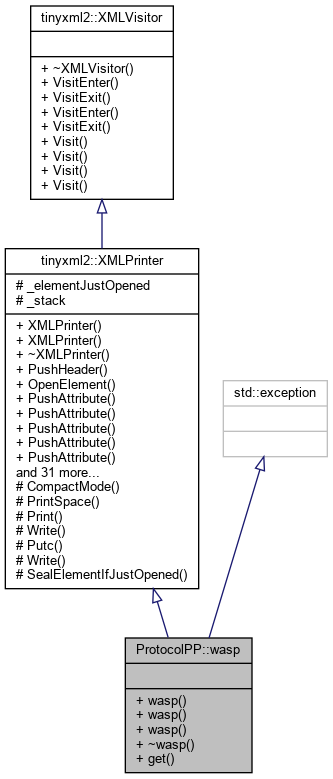 tinyxml2::XMLVisitor
+ ~XMLVisitor()
+ VisitEnter()
+ VisitExit()
+ VisitEnter()
+ VisitExit()
+ Visit()
+ Visit()
+ Visit()
+ Visit()
tinyxml2::XMLPrinter
# _elementJustOpened
# _stack
+ XMLPrinter()
+ XMLPrinter()
+ ~XMLPrinter()
+ PushHeader()
+ OpenElement()
+ PushAttribute()
+ PushAttribute()
+ PushAttribute()
+ PushAttribute()
+ PushAttribute()
and 31 more...
# CompactMode()
# PrintSpace()
# Print()
# Write()
# Putc()
# Write()
# SealElementIfJustOpened()
std::exception
ProtocolPP::wasp
+ wasp()
+ wasp()
+ wasp()
+ ~wasp()
+ get()